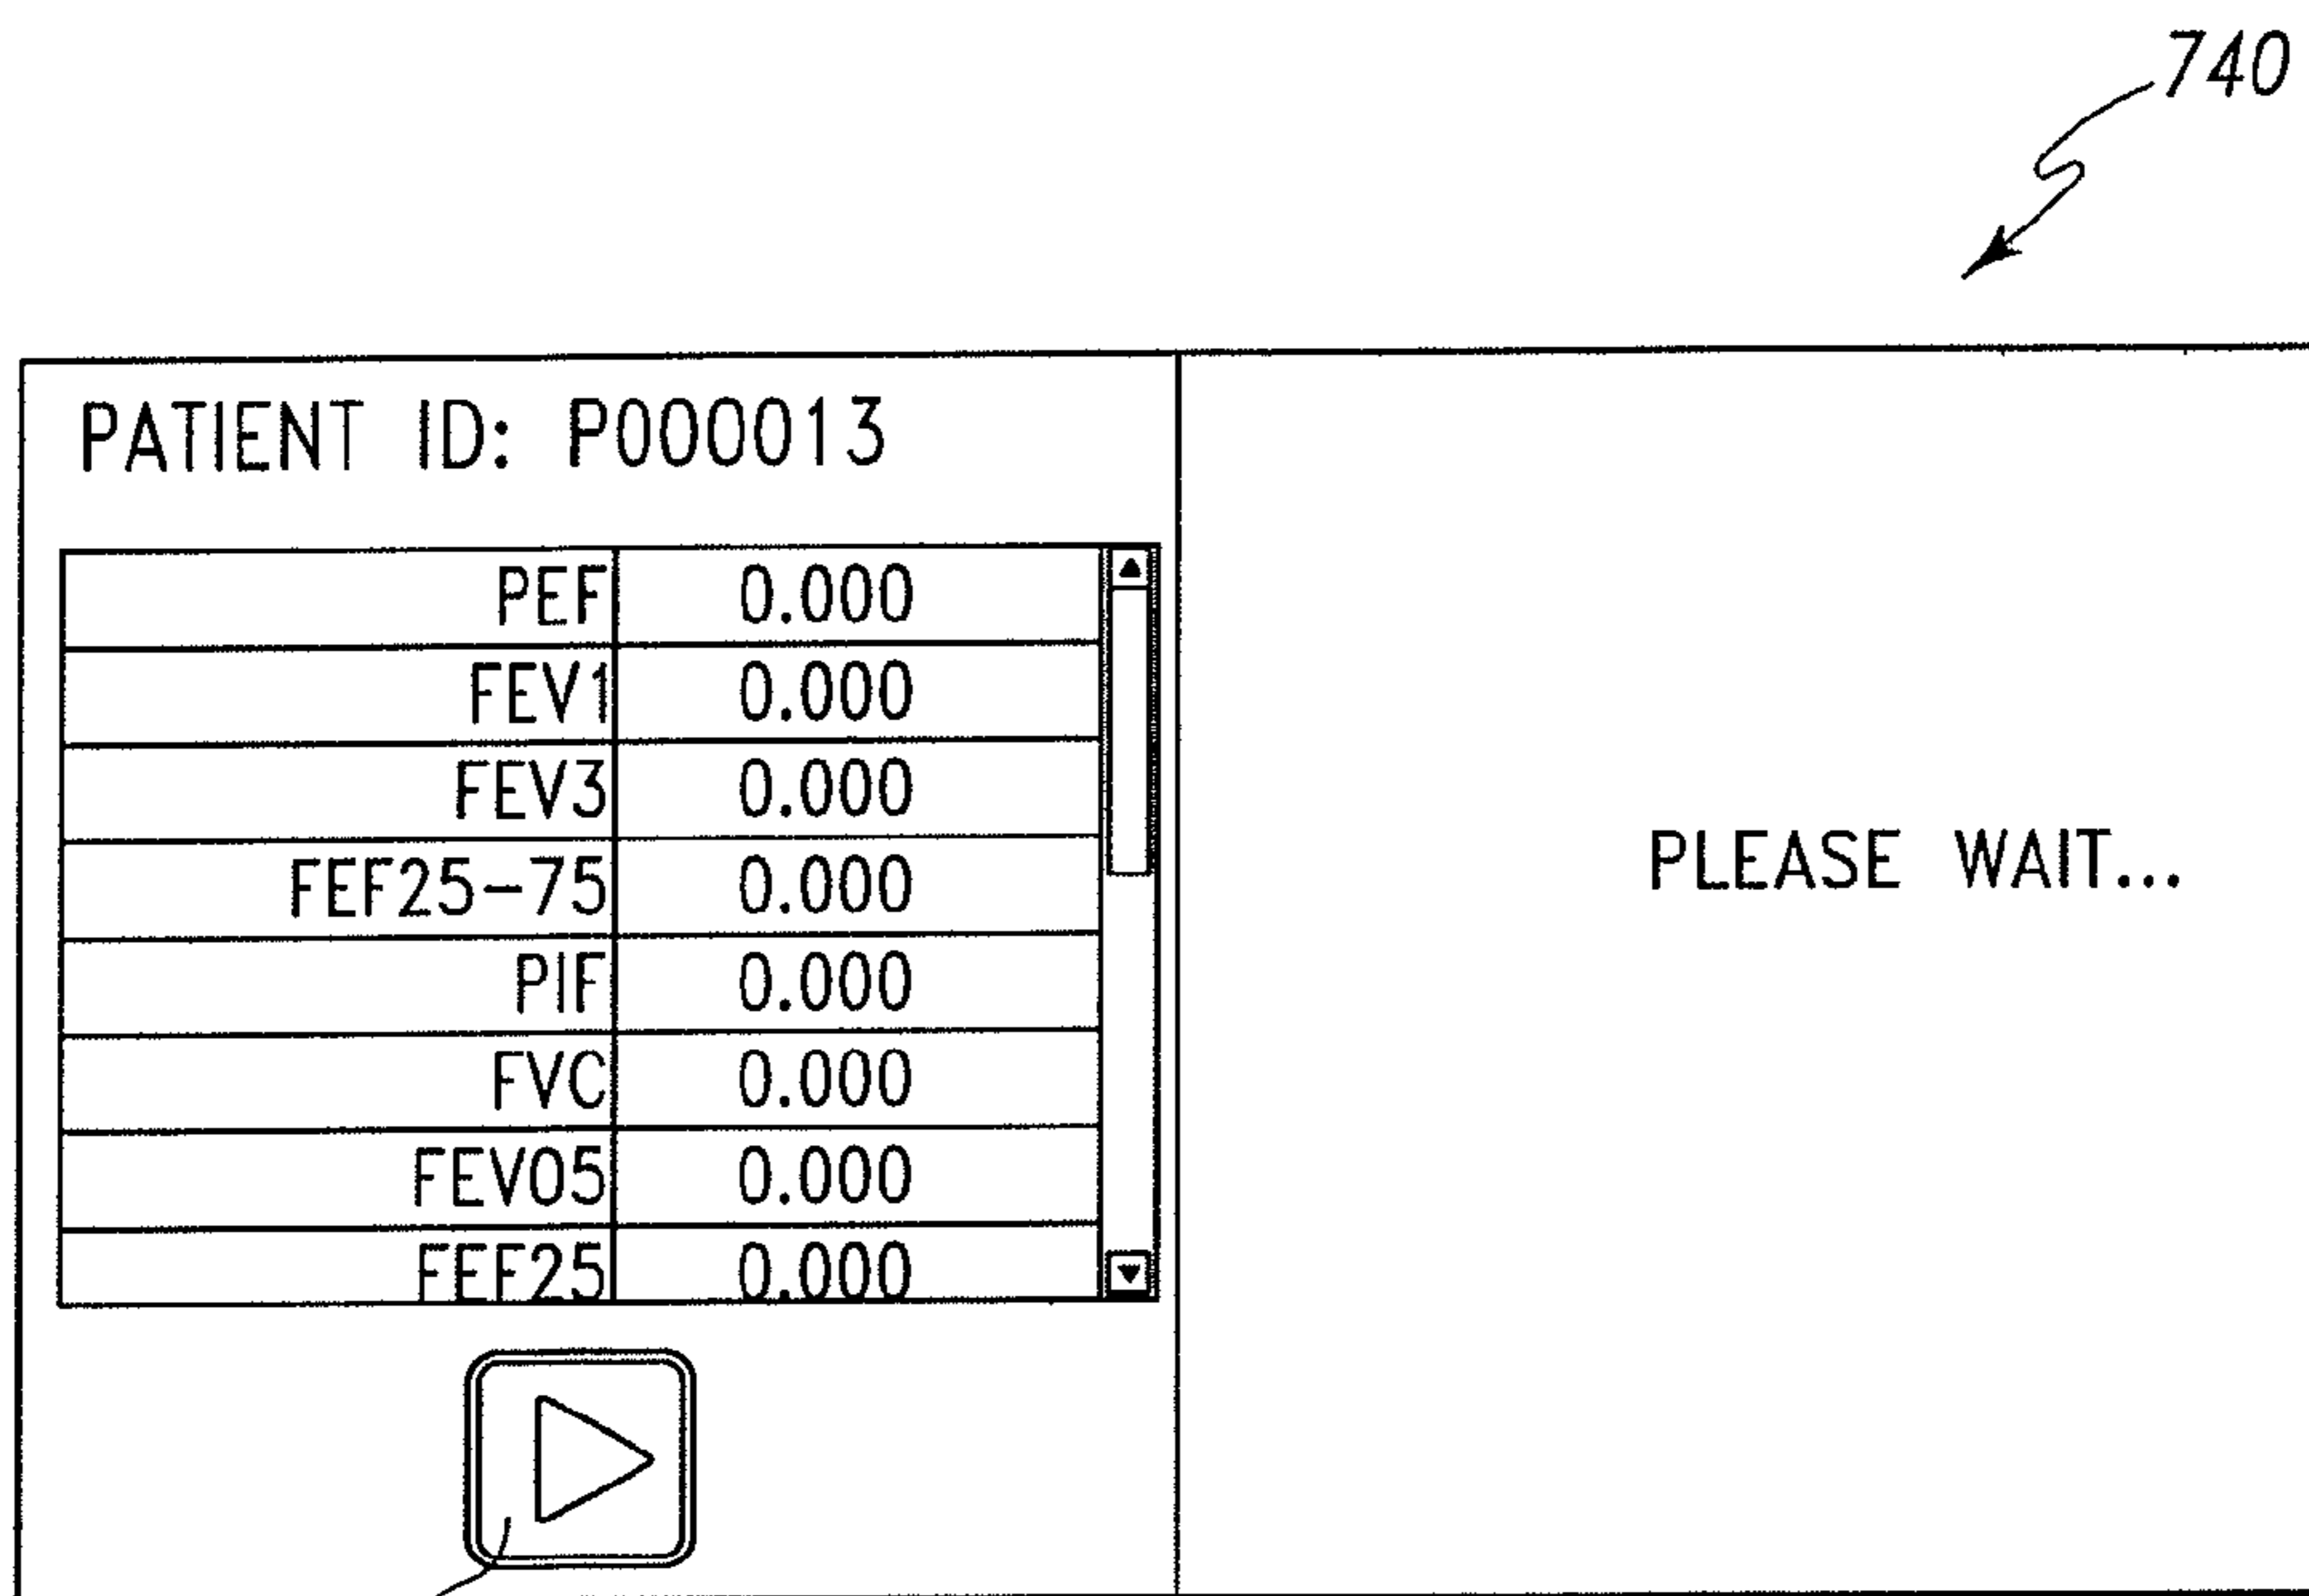 740
PATIENT ID: P000013
PEF 0.000
FEV1 0.000
FEV3 0.000
FEF25-75 0.000
PIF 0.000
FVC 0.000
FEV05 0.000
FEF25 0.000
PLEASE WAIT...